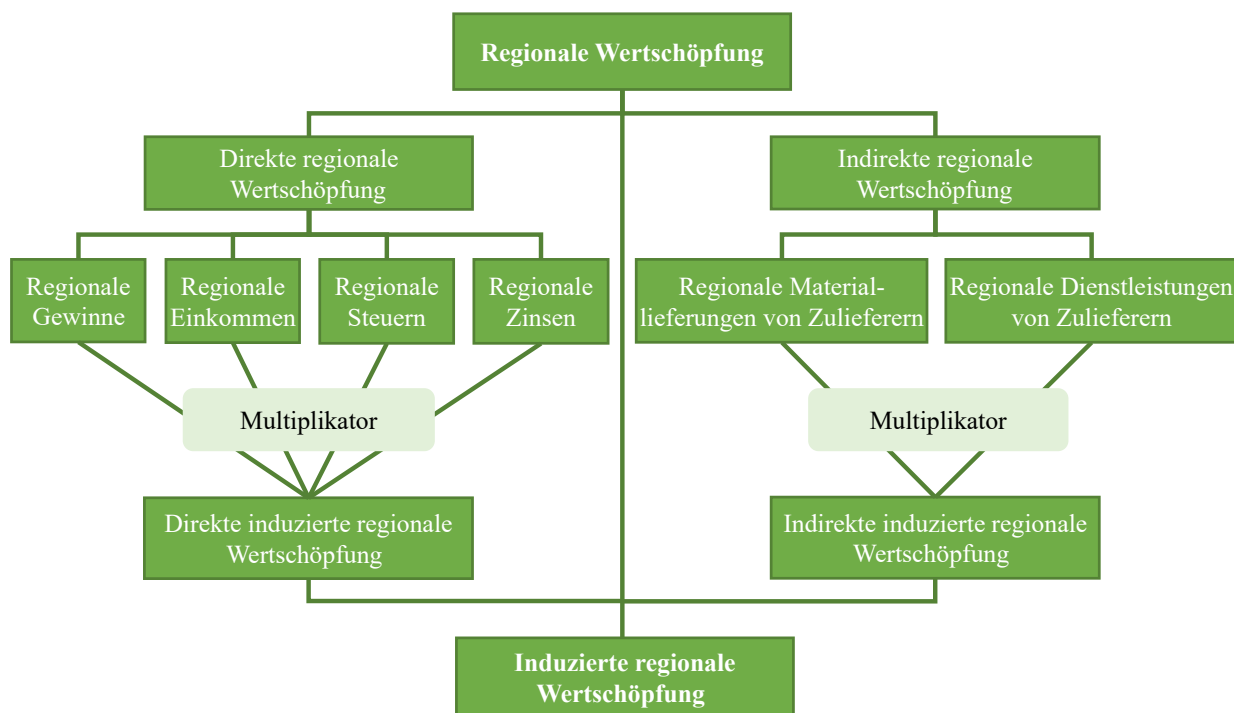 Regionale Wertschöpfung
Direkte regionale
Wertschöpfung
Indirekte regionale
Wertschöpfung
Regionale
Gewinne
Regionale
Einkommen
Regionale
Steuern
Regionale
Zinsen
Regionale Material-
lieferungen von Zulieferern
Regionale Dienstleistungen
von Zulieferern
Multiplikator
Multiplikator
Direkte induzierte regionale
Wertschöpfung
Indirekte induzierte regionale
Wertschöpfung
Induzierte regionale
Wertschöpfung